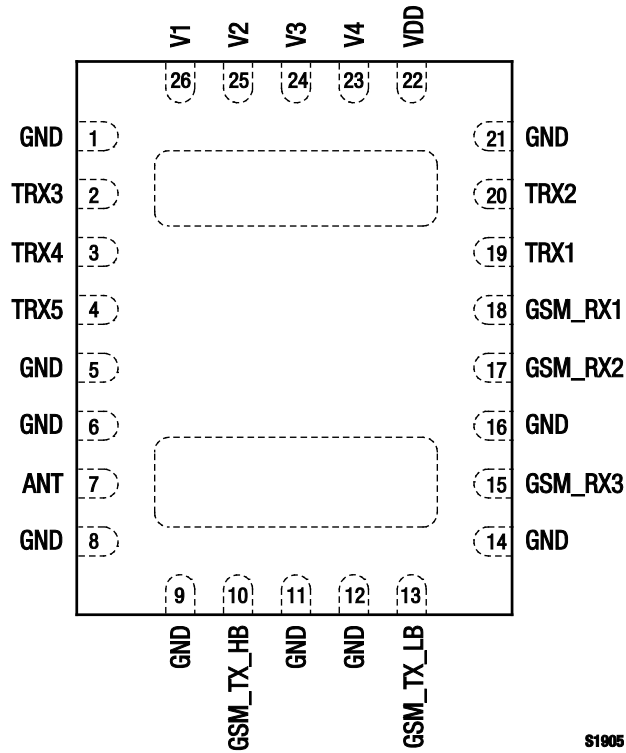 V1 V2 V3 V4 VDD
26 25 24 23 22
GND 1 21 GND
TRX3 2 20 TRX2
TRX4 3 19 TRX1
TRX5 4 18 GSM_RX1
GND 5 17 GSM_RX2
GND 6 16 GND
ANT 7 15 GSM_RX3
GND 8 14 GND
9 10 11 12 13
GND GSM_TX_HB GND GND GSM_TX_LB
S1905